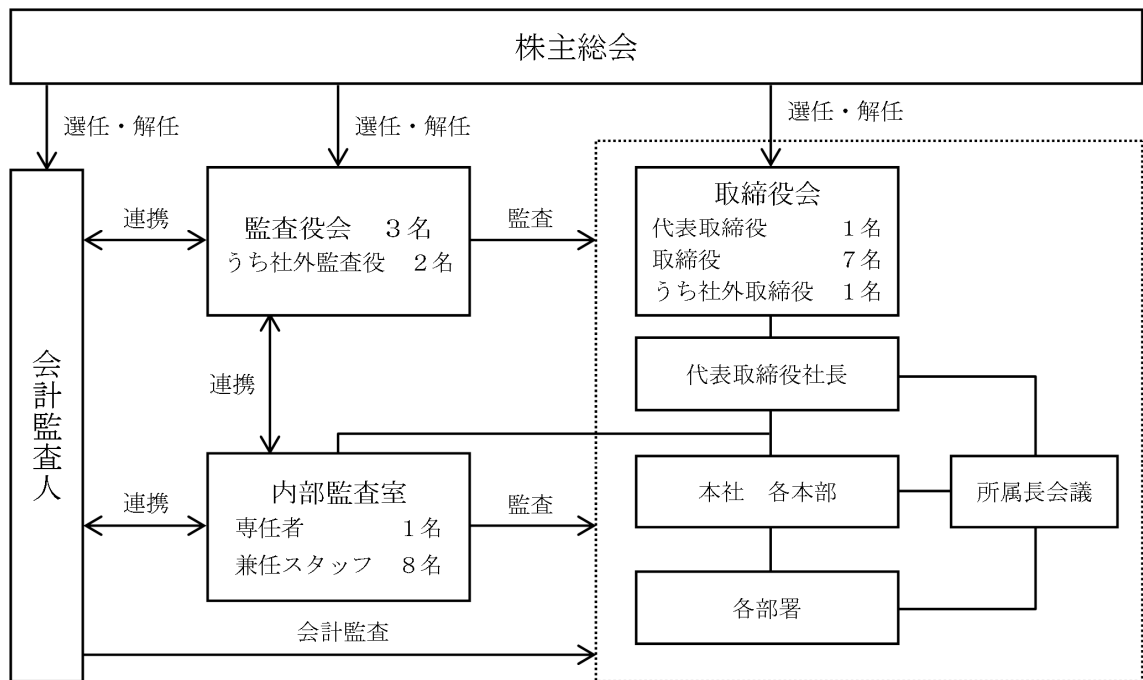 株主総会
選任・解任
選任・解任
選任・解任
会計監査人
連携
監査役会　３名
うち社外監査役　２名
監査
取締役会
代表取締役　１名
取締役　７名
うち社外取締役　１名
代表取締役社長
連携
連携
内部監査室
専任者　１名
兼任スタッフ　８名
監査
本社　各本部
所属長会議
各部署
会計監査